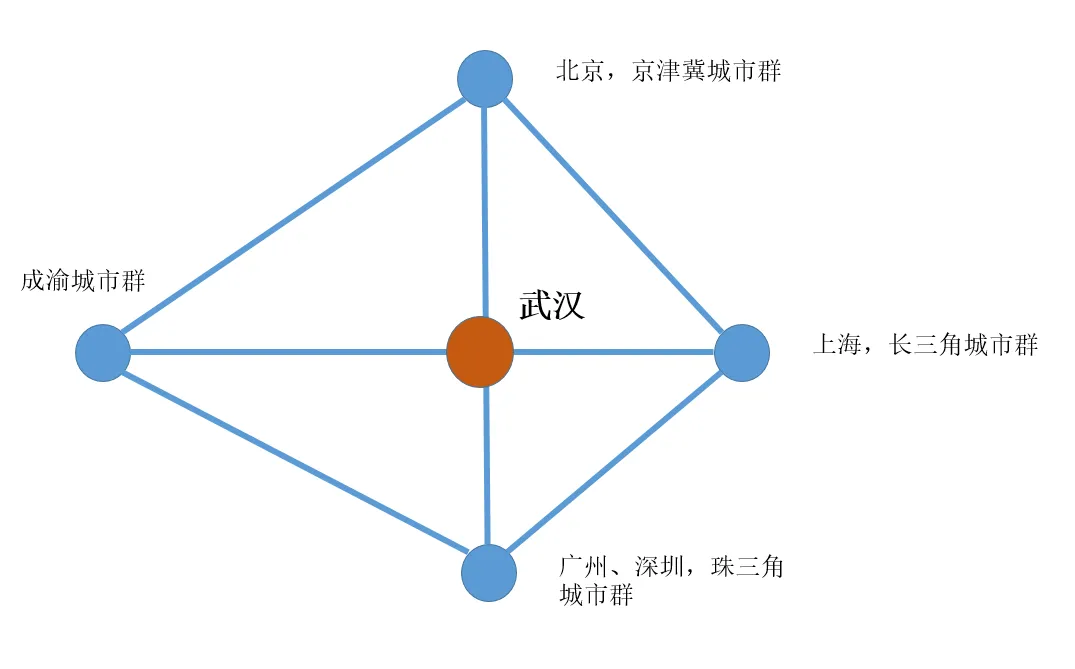 北京，京津冀城市群
成渝城市群
武汉
上海，长三角城市群
广州、深圳，珠三角
城市群